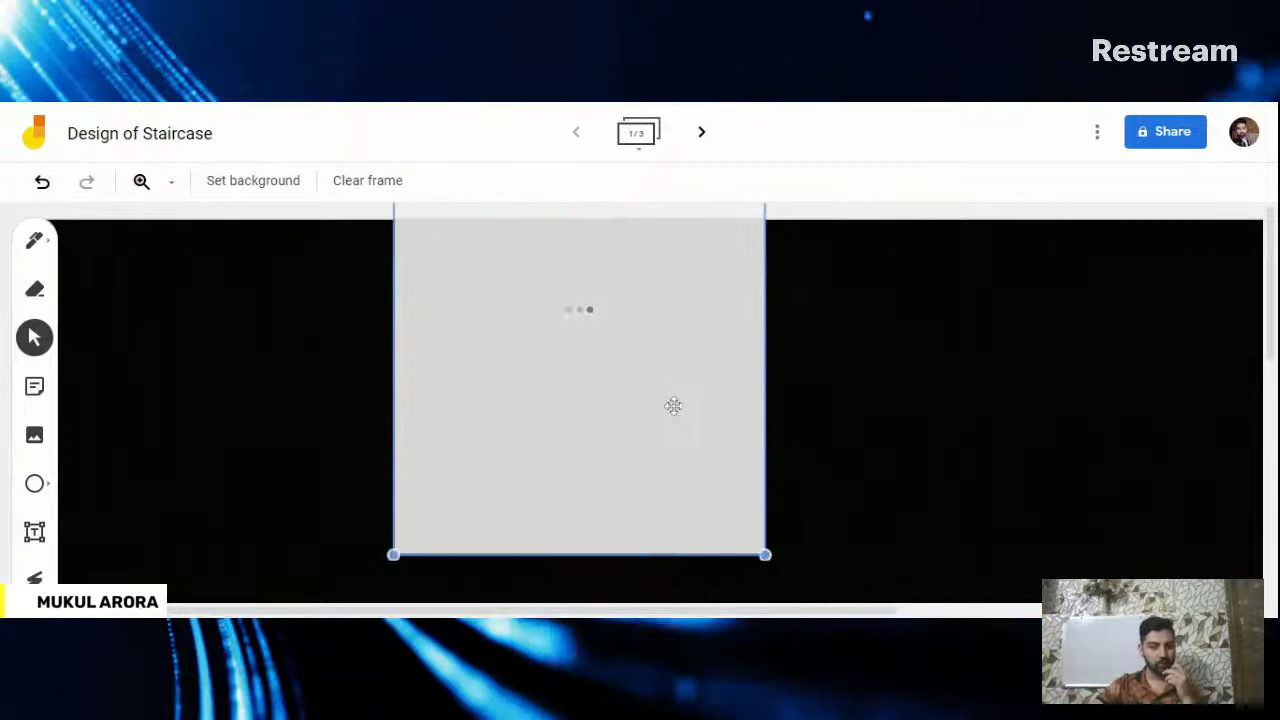 Restream
Design of Staircase
1/3
Share
Set background
Clear frame
T
MUKUL ARORA